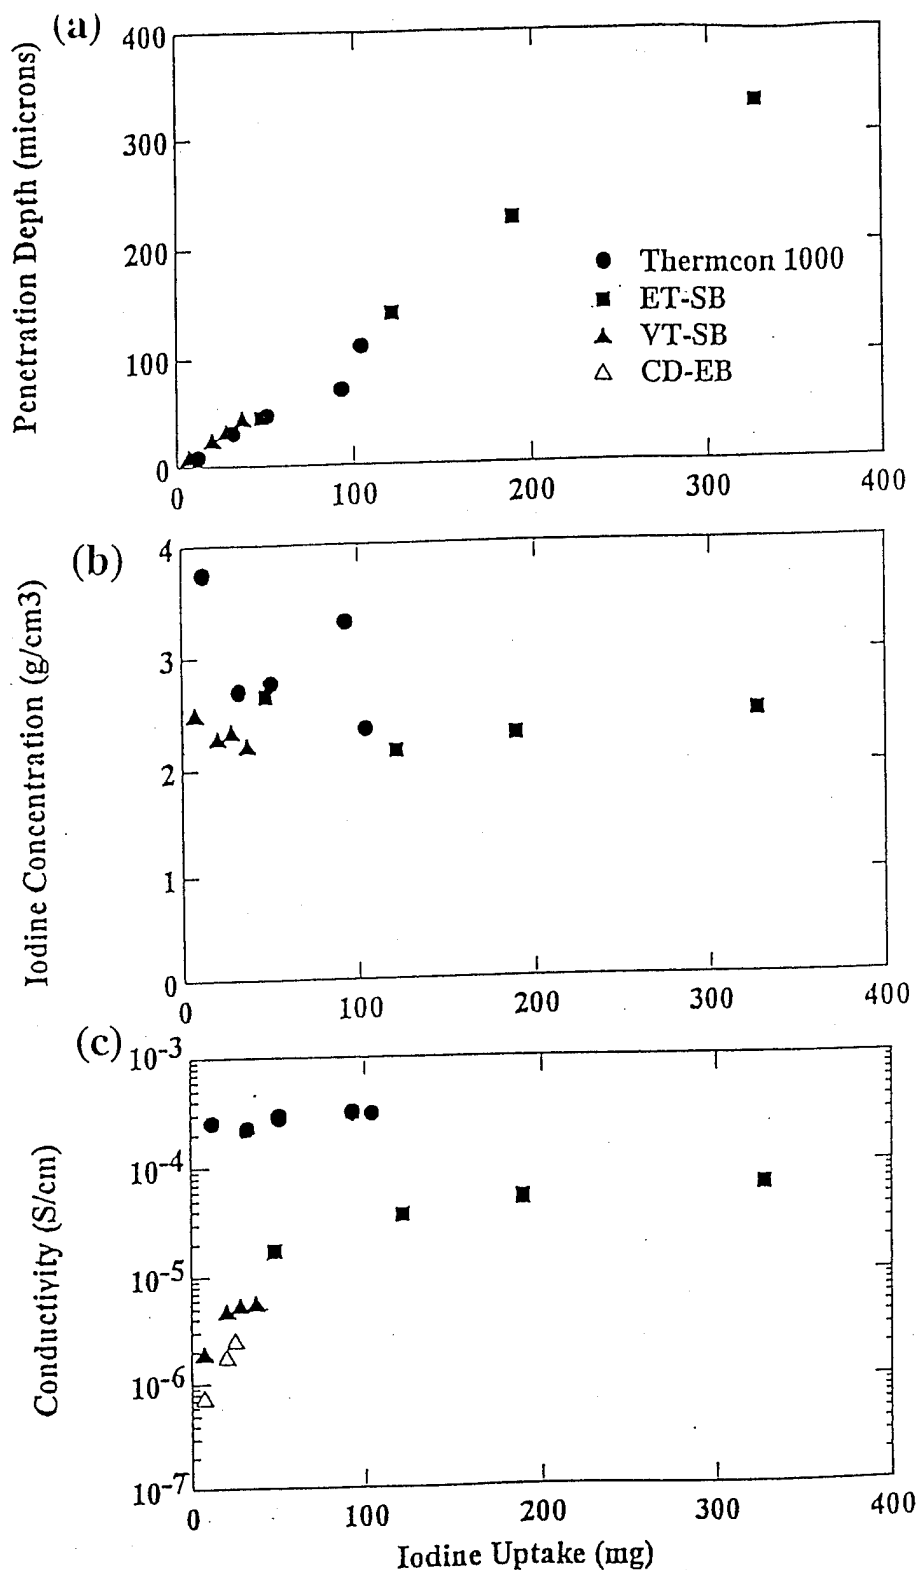 (a)
Penetration Depth (microns)
400
300
200
100
0
0 100 200 300 400
Thermcon 1000
ET-SB
VT-SB
CD-EB
(b)
Iodine Concentration (g/cm3)
4
3
2
1
0
0 100 200 300 400
(c)
Conductivity (S/cm)
10-3
10-4
10-5
10-6
10-7
0 100 200 300 400
Iodine Uptake (mg)